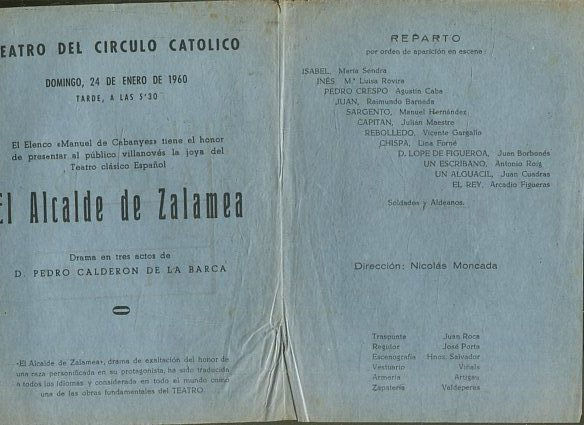 EATRO DEL CIRCULO CATOLICO
DOMINGO, 24 DE ENERO DE 1960
TARDE, A LAS 5'30
El Elenco «Manuel de Cabanyes» tiene el honor
de presentar al público villanovés la joya del
Teatro clásico Español
El Alcalde de Zalamea
Drama en tres actos de
D. PEDRO CALDERON DE LA BARCA
«El Alcalde de Zalamea», drama de exaltación del honor de
una raza personificada en su protagonista, ha sido traducida
a todos los idiomas y considerada en todo el mundo como
una de las obras fundamentales del TEATRO.
REPARTO
por orden de aparición en escena:
ISABEL, María Sendra
INÉS, M.ª Luisa Rovira
PEDRO CRESPO Agustín Caba
JUAN, Raimundo Barnada
SARGENTO, Manuel Hernández
CAPITAN, Julián Maestre
REBOLLEDO, Vicente Gargallo
CHISPA, Lina Forné
D. LOPE DE FIGUEROA, Juan Borbonés
UN ESCRIBANO, Antonio Roig
UN ALGUACIL, Juan Cuadras
EL REY, Arcadio Figueras
Soldados y Aldeanos.
Dirección: Nicolás Moncada
Traspunte Juan Roca
Regidor José Porta
Escenografía Hnos. Salvador
Vestuario Viñals
Armería Artigau
Zapatería Valdeperas